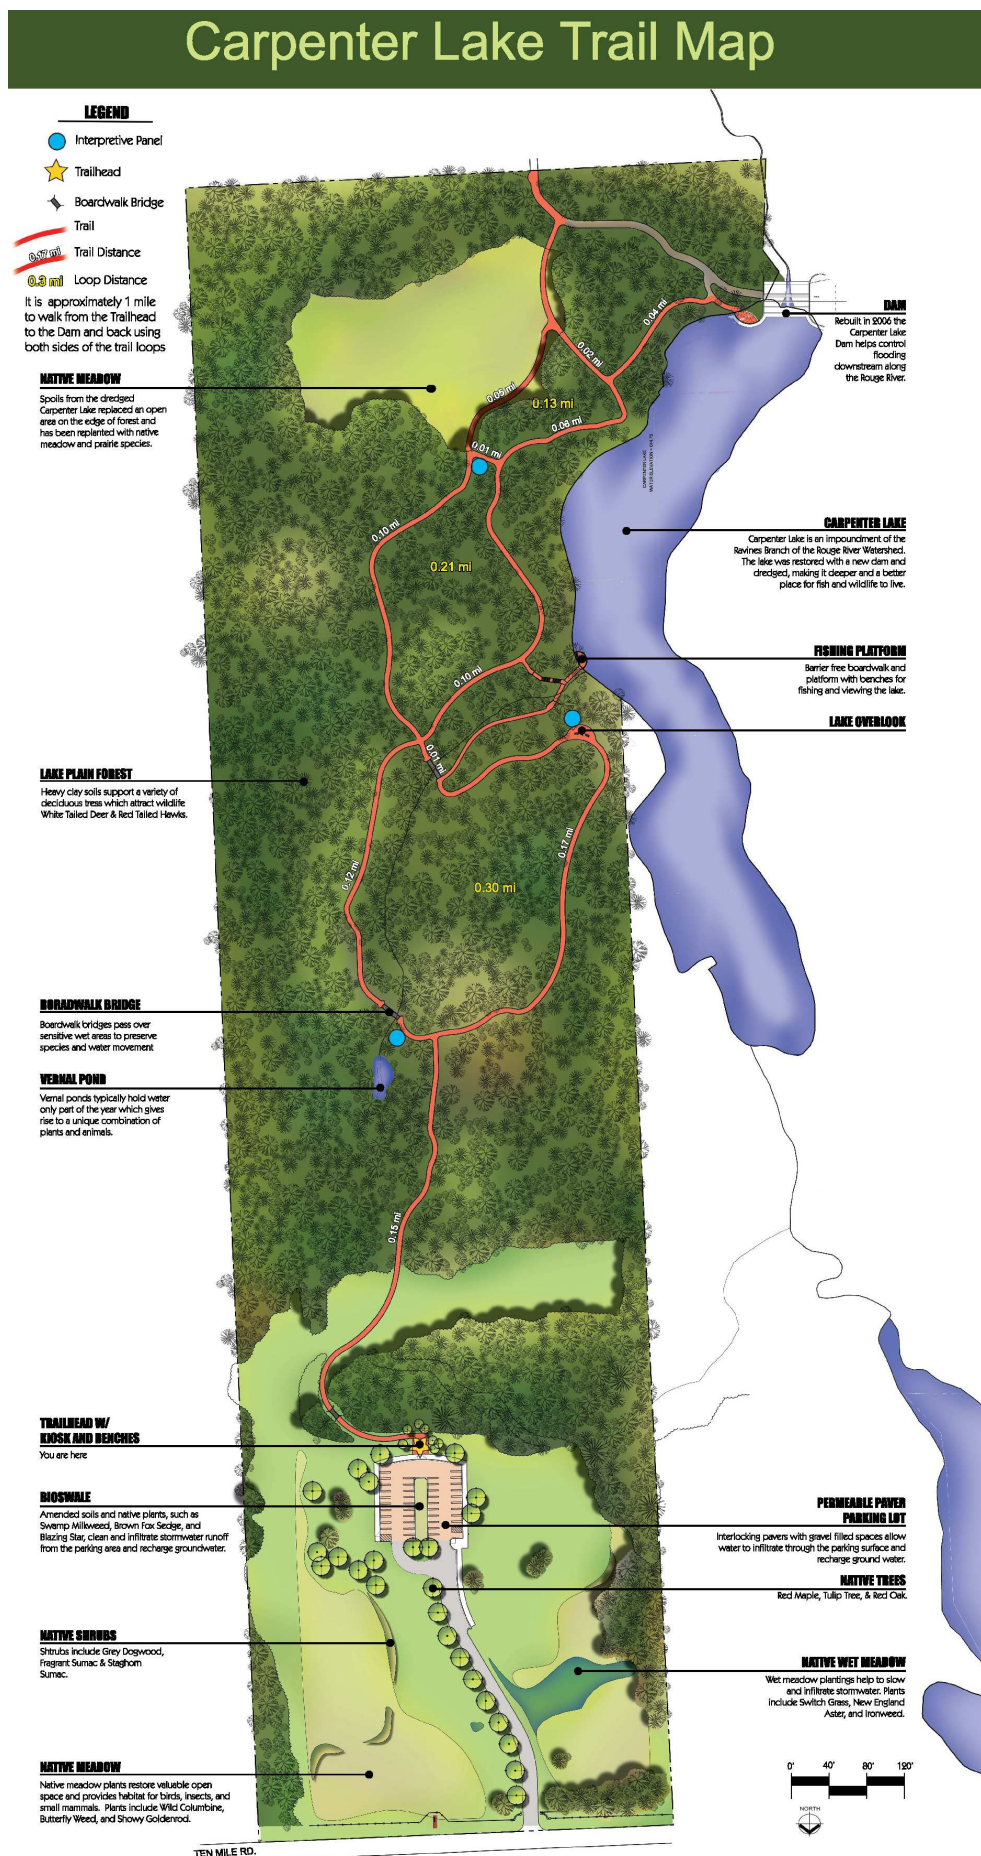 Carpenter Lake Trail Map
LEGEND
Interpretive Panel
Trailhead
Boardwalk Bridge
Trail
0.17 mi Trail Distance
0.3 mi Loop Distance
It is approximately 1 mile
to walk from the Trailhead
to the Dam and back using
both sides of the trail loops
NATIVE MEADOW
Spoils from the dredged
Carpenter Lake replaced an open
area on the edge of forest and
has been replanted with native
meadow and prairie species.
DAM
Rebuilt in 2006 the
Carpenter Lake
Dam helps control
flooding
downstream along
the Rouge River.
0.04 mi
0.02 mi
0.05 mi
0.13 mi
0.06 mi
0.01 mi
CARPENTER LAKE
CARPENTER LAKE
Carpenter Lake is an impoundment of the
Ravines Branch of the Rouge River Watershed.
The lake was restored with a new dam and
dredged, making it deeper and a better
place for fish and wildlife to live.
0.10 mi
0.21 mi
FISHING PLATFORM
Barrier free boardwalk and
platform with benches for
fishing and viewing the lake.
0.10 mi
LAKE OVERLOOK
0.01 mi
LAKE PLAIN FOREST
Heavy clay soils support a variety of
deciduous tress which attract wildlife
White Tailed Deer & Red Tailed Hawks.
0.17 mi
0.12 mi
0.30 mi
BORADWALK BRIDGE
Boardwalk bridges pass over
sensitive wet areas to preserve
species and water movement
VERNAL POND
Vernal ponds typically hold water
only part of the year which gives
rise to a unique combination of
plants and animals.
0.15 mi
TRAILHEAD W/
KIOSK AND BENCHES
You are here
BIOSWALE
Amended soils and native plants, such as
Swamp Milkweed, Brown Fox Sedge, and
Blazing Star, clean and infiltrate stormwater runoff
from the parking area and recharge groundwater.
PERMEABLE PAVER
PARKING LOT
Interlocking pavers with gravel filled spaces allow
water to infiltrate through the parking surface and
recharge ground water.
NATIVE TREES
Red Maple, Tulip Tree, & Red Oak.
NATIVE SHRUBS
Shtrubs include Grey Dogwood,
Fragrant Sumac & Staghorn
Sumac.
NATIVE WET MEADOW
Wet meadow plantings help to slow
and infiltrate stormwater. Plants
include Switch Grass, New England
Aster, and Ironweed.
NATIVE MEADOW
Native meadow plants restore valuable open
space and provides habitat for birds, insects, and
small mammals. Plants include Wild Columbine,
Butterfly Weed, and Showy Goldenrod.
0' 40' 80' 120'
NORTH
TEN MILE RD.